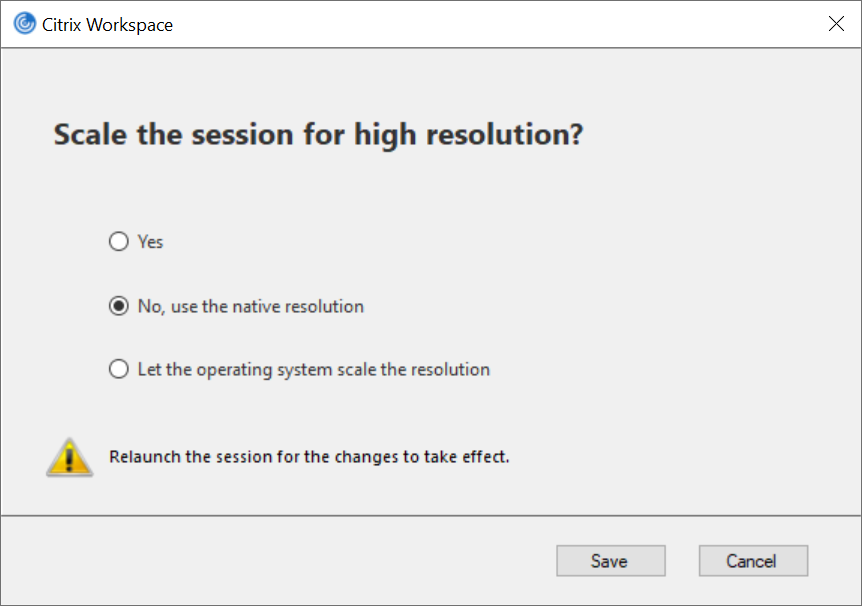 Citrix Workspace
Scale the session for high resolution?
Yes
No, use the native resolution
Let the operating system scale the resolution
Relaunch the session for the changes to take effect.
Save
Cancel